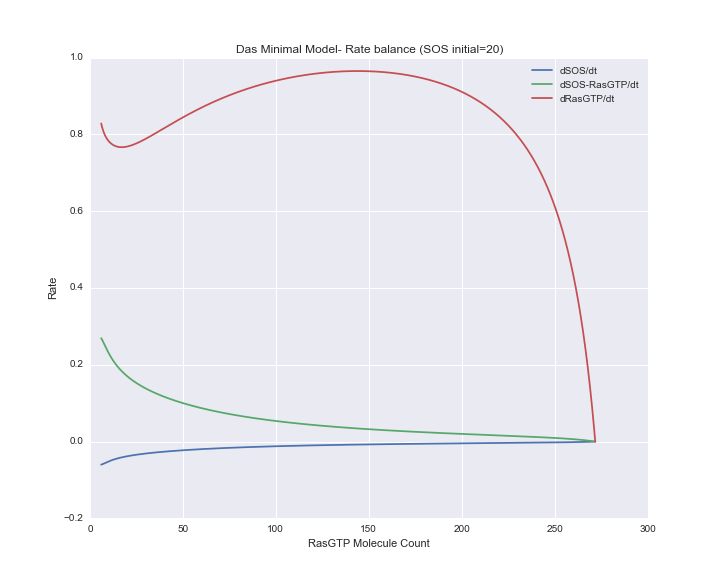 Das Minimal Model- Rate balance (SOS initial=20)
dSOS/dt
dSOS-RasGTP/dt
dRasGTP/dt
1.0
0.8
0.6
0.4
0.2
0.0
−0.2
Rate
0 50 100 150 200 250 300
RasGTP Molecule Count